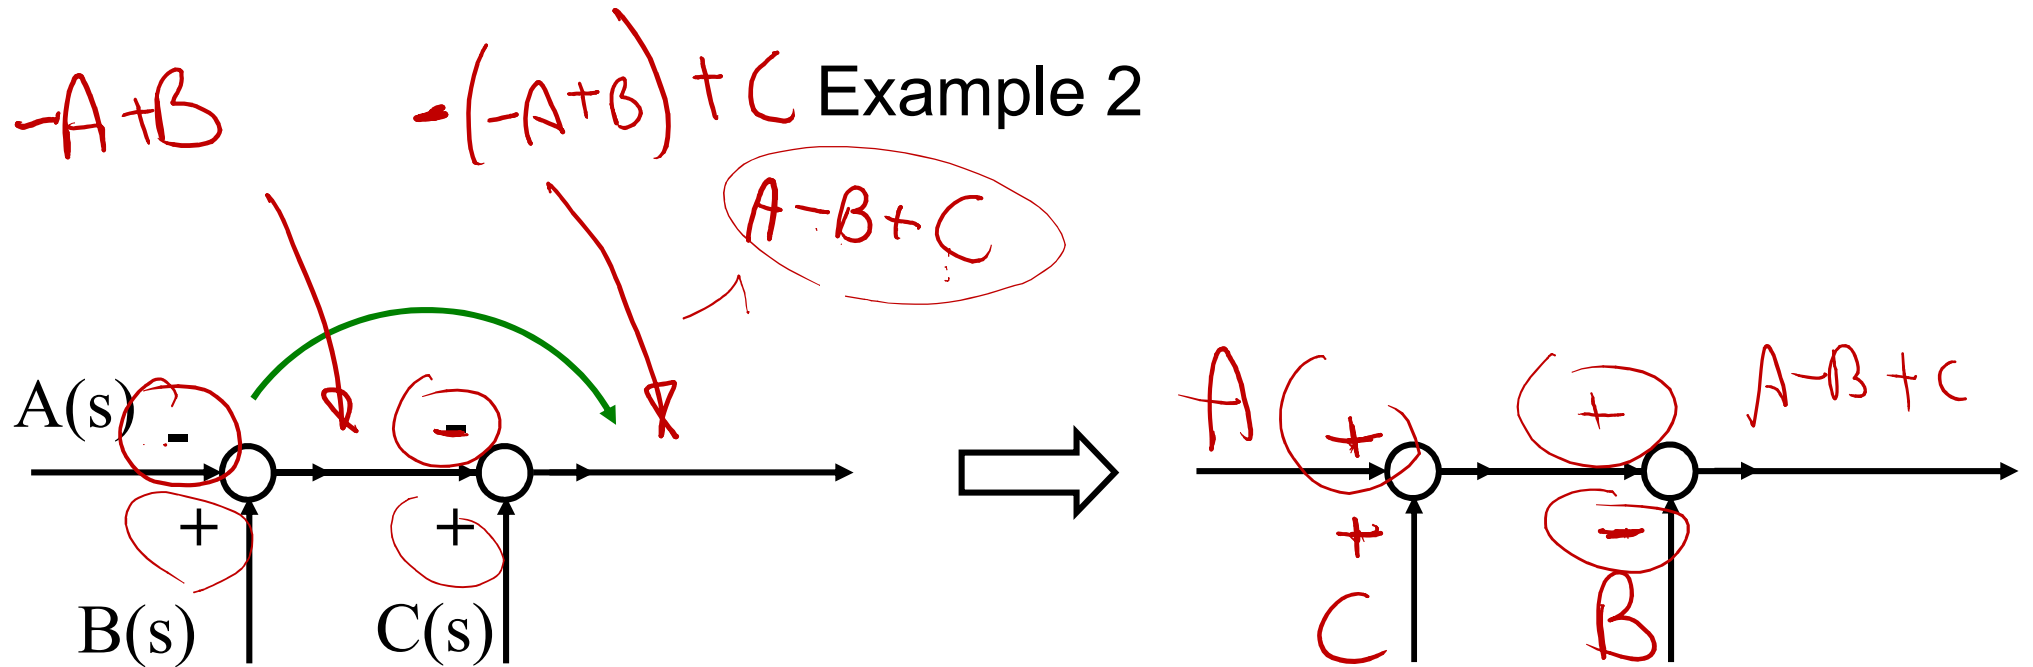 -A+B -(-A+B)+C Example 2
A-B+C
A(s) - - A + + A-B+C
+ + + -
B(s) C(s) C B